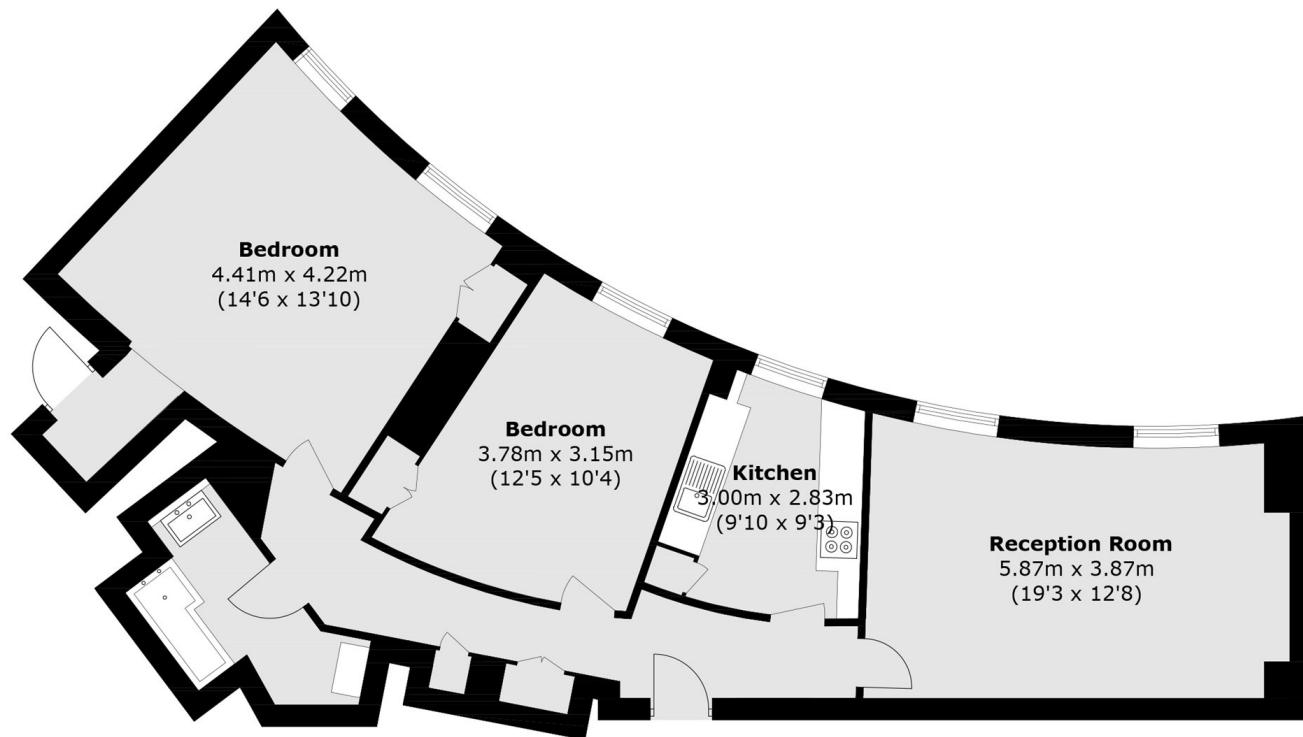 Bedroom
4.41m x 4.22m
(14'6 x 13'10)
Bedroom
3.78m x 3.15m
(12'5 x 10'4)
Kitchen
3.00m x 2.83m
(9'10 x 9'3)
Reception Room
5.87m x 3.87m
(19'3 x 12'8)